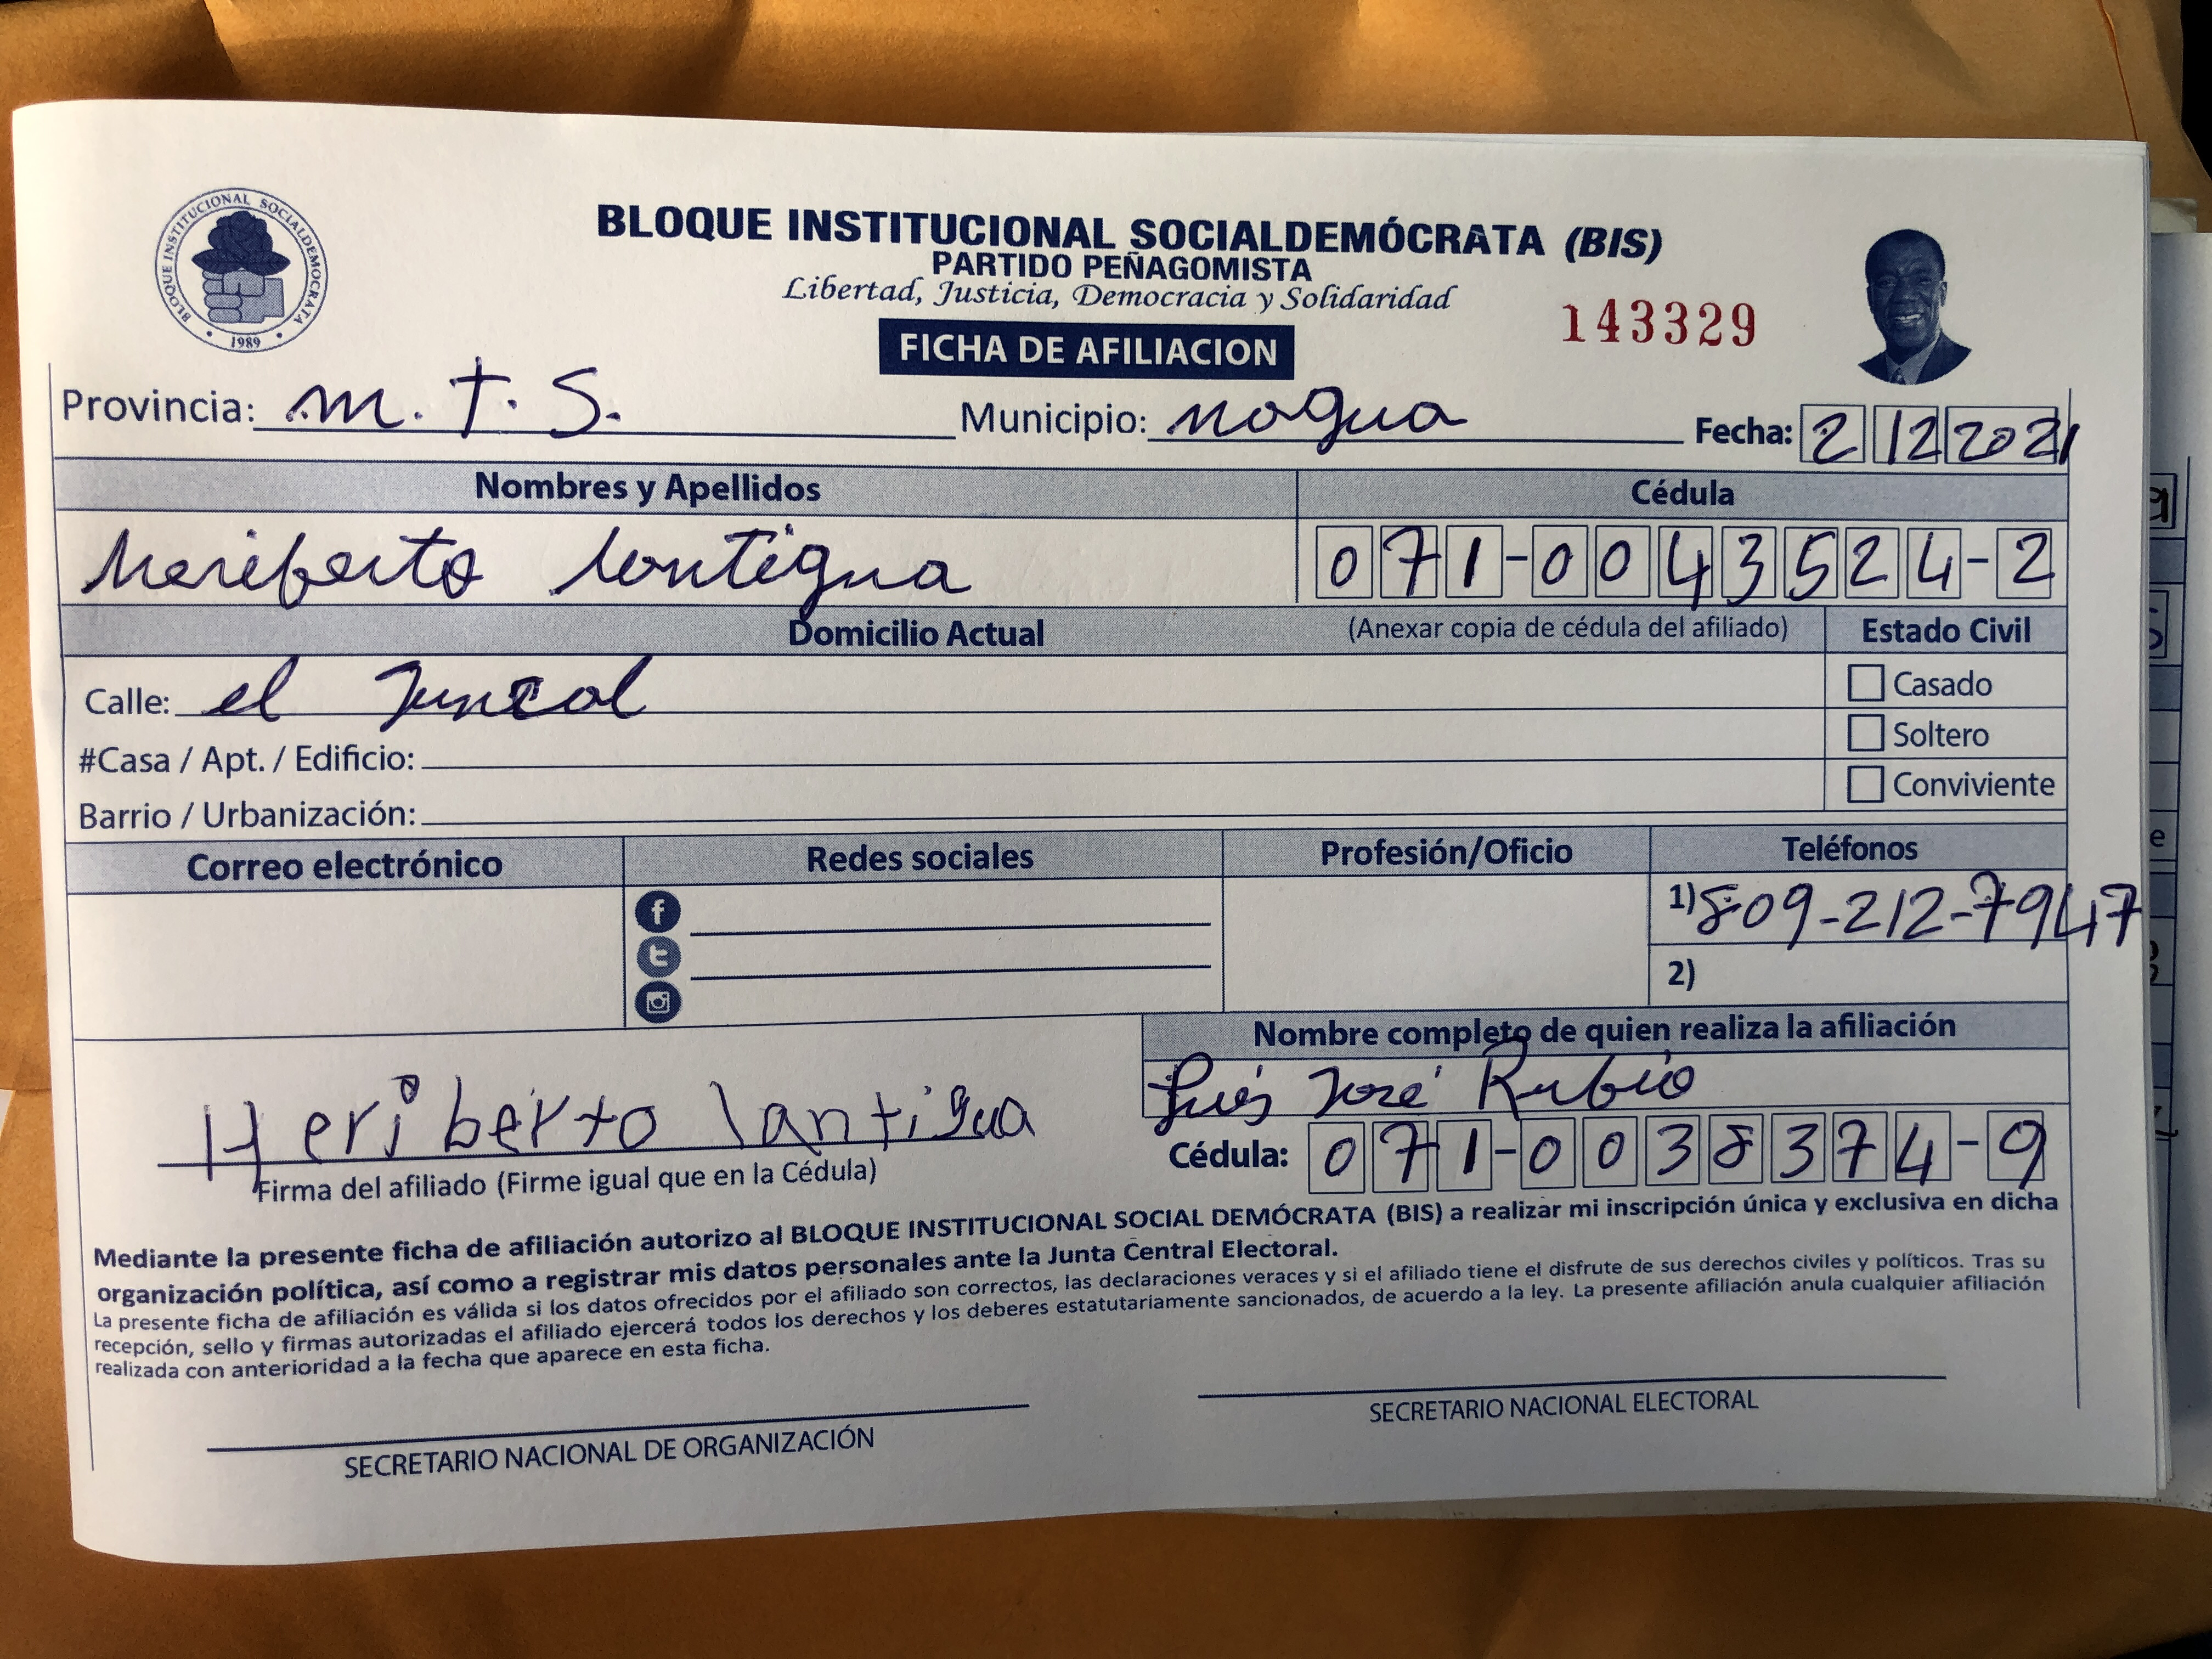 BLOQUE INSTITUCIONAL SOCIALDEMOCRATA
1989
BLOQUE INSTITUCIONAL SOCIALDEMÓCRATA (BIS)
PARTIDO PEÑAGOMISTA
Libertad, Justicia, Democracia y Solidaridad
FICHA DE AFILIACION
143329
Provincia: M.T.S. Municipio: Nagua Fecha: 2 12 2021
Nombres y Apellidos Cédula
Heriberto Lantigua 071-0043524-2
Domicilio Actual (Anexar copia de cédula del afiliado) Estado Civil
Calle: el Juncal
Casado
#Casa / Apt. / Edificio:
Soltero
Barrio / Urbanización:
Conviviente
Correo electrónico Redes sociales Profesión/Oficio Teléfonos
1) 809-212-7947
2)
Nombre completo de quien realiza la afiliación
Luis José Rubio
Heriberto lantigua
Cédula: 071-0038374-9
Firma del afiliado (Firme igual que en la Cédula)
Mediante la presente ficha de afiliación autorizo al BLOQUE INSTITUCIONAL SOCIAL DEMÓCRATA (BIS) a realizar mi inscripción única y exclusiva en dicha
organización política, así como a registrar mis datos personales ante la Junta Central Electoral.
La presente ficha de afiliación es válida si los datos ofrecidos por el afiliado son correctos, las declaraciones veraces y si el afiliado tiene el disfrute de sus derechos civiles y políticos. Tras su
recepción, sello y firmas autorizadas el afiliado ejercerá todos los derechos y los deberes estatutariamente sancionados, de acuerdo a la ley. La presente afiliación anula cualquier afiliación
realizada con anterioridad a la fecha que aparece en esta ficha.
SECRETARIO NACIONAL DE ORGANIZACIÓN
SECRETARIO NACIONAL ELECTORAL